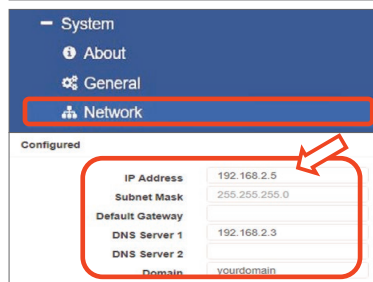 − System
About
General
Network
Configured
IP Address 192.168.2.5
Subnet Mask 255.255.255.0
Default Gateway
DNS Server 1 192.168.2.3
DNS Server 2
Domain yourdomain